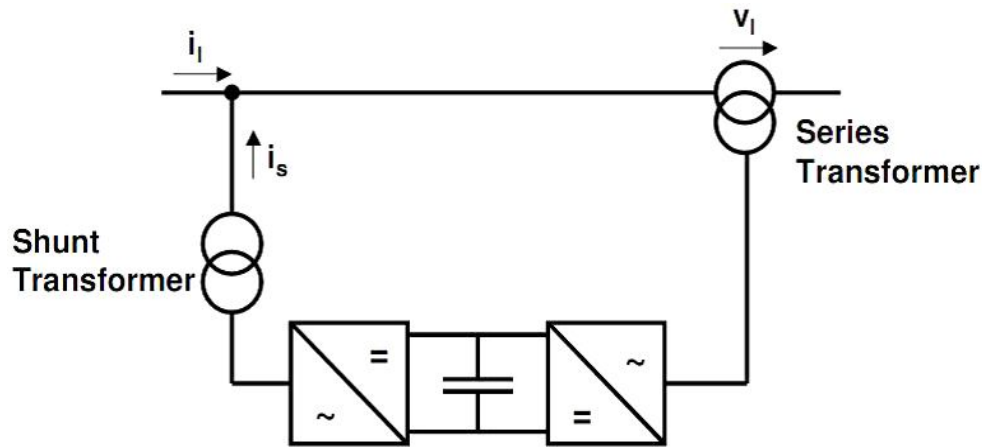 i_l
v_l
Series
Transformer
i_s
Shunt
Transformer
=
~
~
=